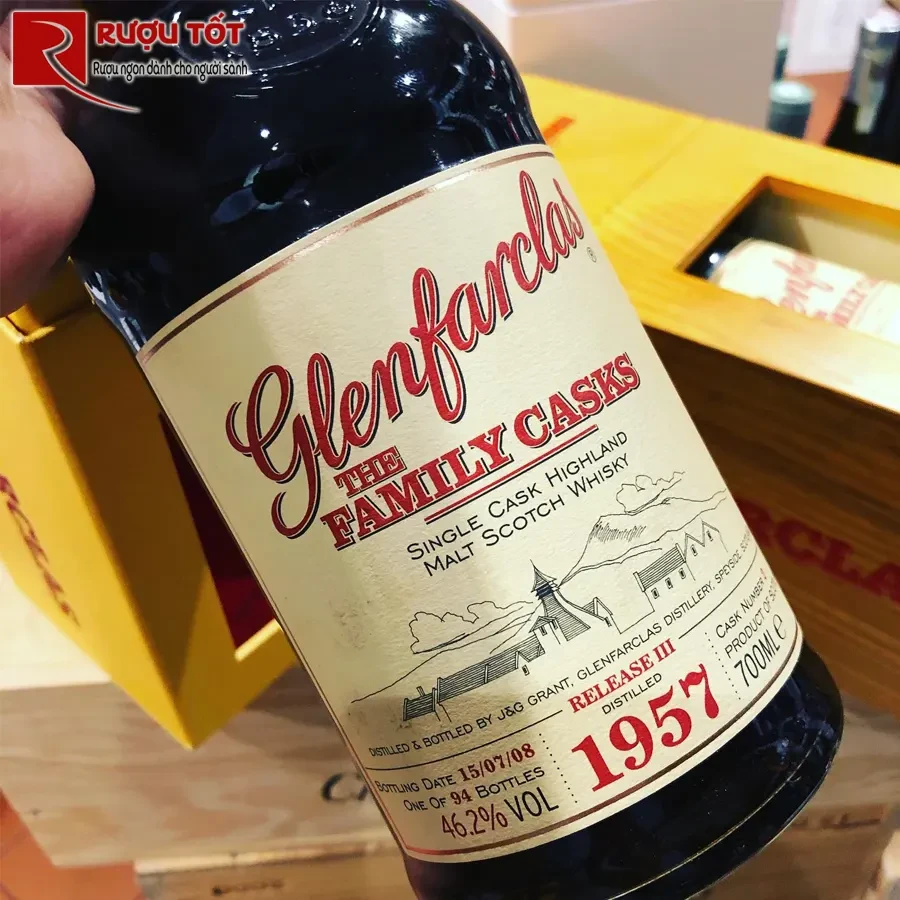 RƯỢU TỐT
Rượu ngon dành cho người sành
Glenfarclas®
THE
FAMILY CASKS
SINGLE CASK HIGHLAND
MALT SCOTCH WHISKY
DISTILLED & BOTTLED BY J&G GRANT, GLENFARCLAS DISTILLERY, SPEYSIDE
BOTTLING DATE 15/07/08
ONE OF 94 BOTTLES
46.2% VOL
RELEASE III
DISTILLED
1957
CASK NUMBER
PRODUCT OF
700ML e